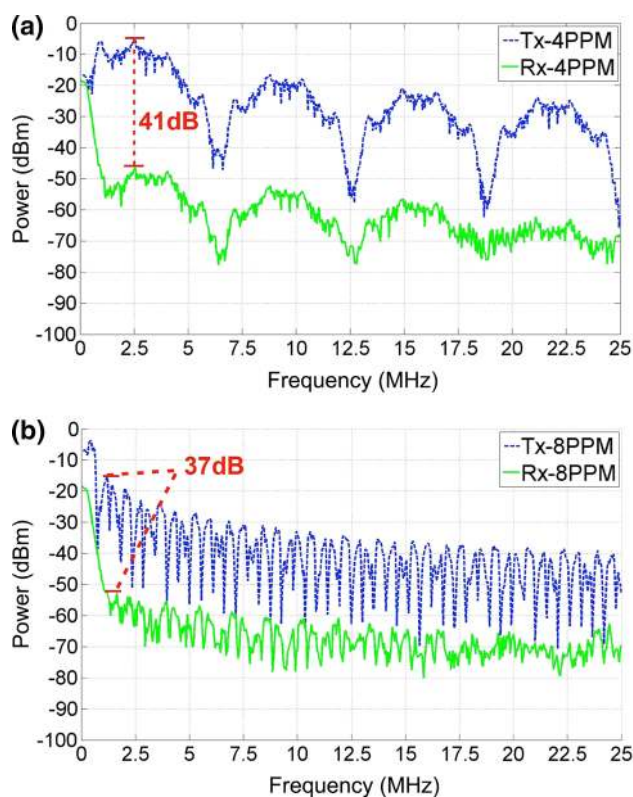 (a)
0
-10
-20
-30
-40
-50
-60
-70
-80
-90
-100
Power (dBm)
Tx-4PPM
Rx-4PPM
41dB
0 2.5 5 7.5 10 12.5 15 17.5 20 22.5 25
Frequency (MHz)
(b)
0
-10
-20
-30
-40
-50
-60
-70
-80
-90
-100
Power (dBm)
Tx-8PPM
Rx-8PPM
37dB
0 2.5 5 7.5 10 12.5 15 17.5 20 22.5 25
Frequency (MHz)